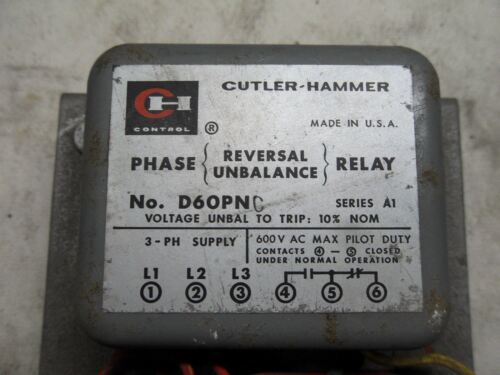 CH
CONTROL
®
CUTLER-HAMMER
MADE IN U.S.A.
PHASE { REVERSAL UNBALANCE } RELAY
No. D60PNC SERIES A1
VOLTAGE UNBAL TO TRIP: 10% NOM
3-PH SUPPLY
600V AC MAX PILOT DUTY
CONTACTS ④ - ⑤ CLOSED
UNDER NORMAL OPERATION
L1 L2 L3
① ② ③ ④ ⑤ ⑥